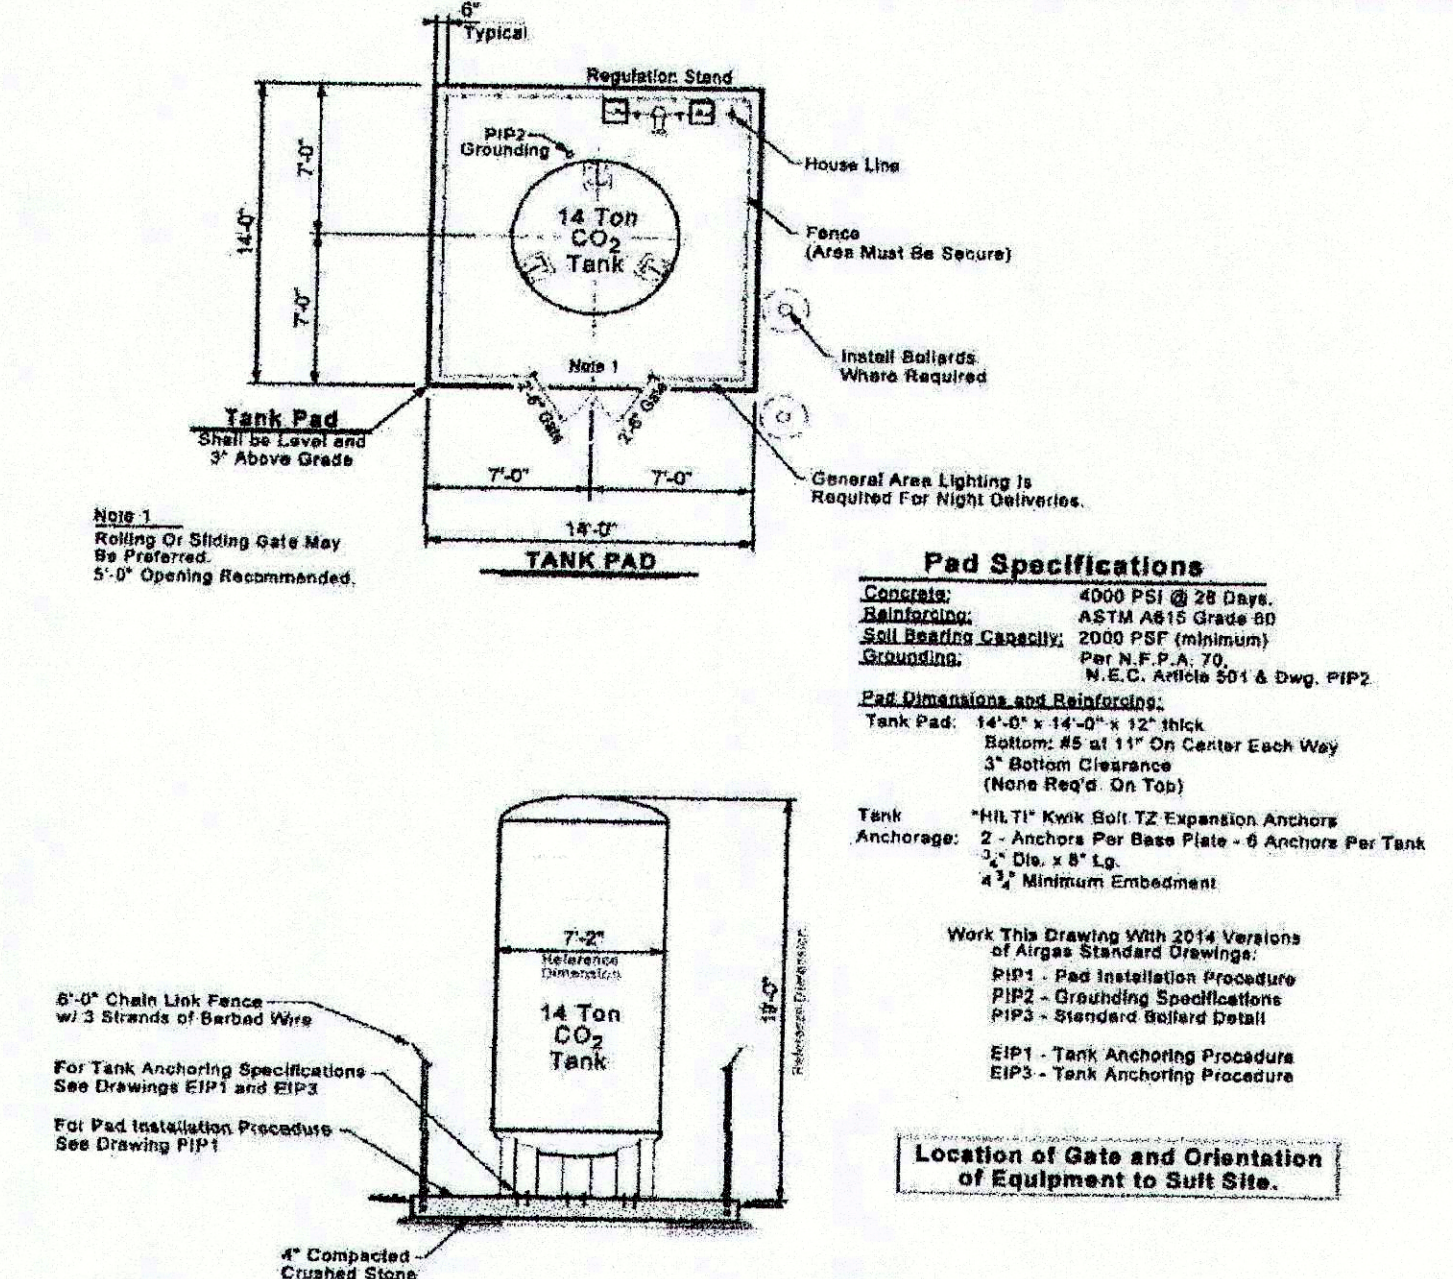 6"
Typical
Regulation Stand
PIP2
Grounding
House Line
7'-0"
14'-0"
7'-0"
14 Ton
CO2
Tank
Fence
(Area Must Be Secure)
Install Bollards
Where Required
Note 1
2'-6" Gate
2'-6" Gate
Tank Pad
Shall be Level and
3" Above Grade
7'-0"
7'-0"
General Area Lighting Is
Required For Night Deliveries.
14'-0"
TANK PAD
Note 1
Rolling Or Sliding Gate May
Be Preferred.
5'-0" Opening Recommended.
Pad Specifications
Concrete: 4000 PSI @ 28 Days.
Reinforcing: ASTM A615 Grade 60
Soil Bearing Capacity: 2000 PSF (minimum)
Grounding: Per N.F.P.A. 70,
N.E.C. Article 501 & Dwg. PIP2
Pad Dimensions and Reinforcing:
Tank Pad: 14'-0" x 14'-0" x 12" thick
Bottom: #5 at 11" On Center Each Way
3" Bottom Clearance
(None Req'd. On Top)
Tank "HILTI" Kwik Bolt TZ Expansion Anchors
Anchorage: 2 - Anchors Per Base Plate - 6 Anchors Per Tank
3/4" Dia. x 8" Lg.
4 3/4" Minimum Embedment
Work This Drawing With 2014 Versions
of Airgas Standard Drawings:
PIP1 - Pad Installation Procedure
PIP2 - Grounding Specifications
PIP3 - Standard Bollard Detail
EIP1 - Tank Anchoring Procedure
EIP3 - Tank Anchoring Procedure
Location of Gate and Orientation
of Equipment to Suit Site.
7'-2"
Reference
Dimension
14 Ton
CO2
Tank
Reference Dimension
6'-0" Chain Link Fence
w/ 3 Strands of Barbed Wire
For Tank Anchoring Specifications
See Drawings EIP1 and EIP3
For Pad Installation Procedure
See Drawing PIP1
4" Compacted
Crushed Stone